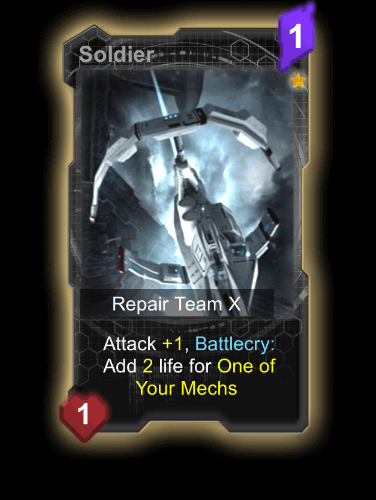 Soldier
1
Repair Team X
Attack +1, Battlecry:
Add 2 life for One of
Your Mechs
1